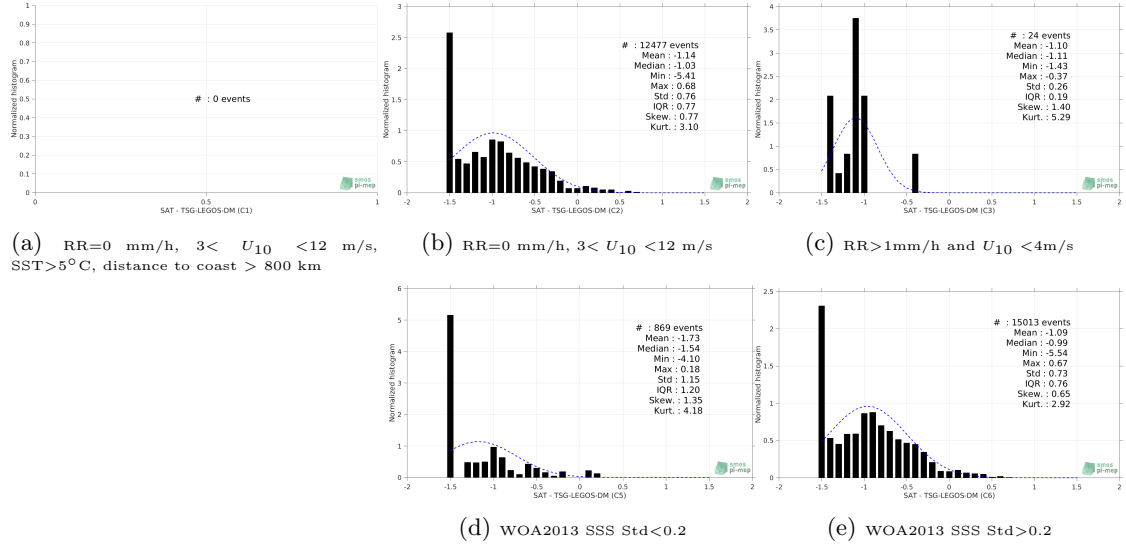 1
0.9
0.8
0.7
0.6
0.5
0.4
0.3
0.2
0.1
0
Normalized histogram
# : 0 events
smos
pi-mep
0 0.5 1
SAT - TSG-LEGOS-DM (C1)
(a) RR=0 mm/h, 3< U10 <12 m/s,
SST>5°C, distance to coast > 800 km
3
2.5
2
1.5
1
0.5
0
Normalized histogram
# : 12477 events
Mean : -1.14
Median : -1.03
Min : -5.41
Max : 0.68
Std : 0.76
IQR : 0.77
Skew. : 0.77
Kurt. : 3.10
smos
pi-mep
-2 -1.5 -1 -0.5 0 0.5 1 1.5 2
SAT - TSG-LEGOS-DM (C2)
(b) RR=0 mm/h, 3< U10 <12 m/s
4
3.5
3
2.5
2
1.5
1
0.5
0
Normalized histogram
# : 24 events
Mean : -1.10
Median : -1.11
Min : -1.43
Max : -0.37
Std : 0.26
IQR : 0.19
Skew. : 1.40
Kurt. : 5.29
smos
pi-mep
-2 -1.5 -1 -0.5 0 0.5 1 1.5 2
SAT - TSG-LEGOS-DM (C3)
(c) RR>1mm/h and U10 <4m/s
6
5
4
3
2
1
0
Normalized histogram
# : 869 events
Mean : -1.73
Median : -1.54
Min : -4.10
Max : 0.18
Std : 1.15
IQR : 1.20
Skew. : 1.35
Kurt. : 4.18
smos
pi-mep
-2 -1.5 -1 -0.5 0 0.5 1 1.5 2
SAT - TSG-LEGOS-DM (C5)
(d) WOA2013 SSS Std<0.2
2.5
2
1.5
1
0.5
0
Normalized histogram
# : 15013 events
Mean : -1.09
Median : -0.99
Min : -5.54
Max : 0.67
Std : 0.73
IQR : 0.76
Skew. : 0.65
Kurt. : 2.92
smos
pi-mep
-2 -1.5 -1 -0.5 0 0.5 1 1.5 2
SAT - TSG-LEGOS-DM (C6)
(e) WOA2013 SSS Std>0.2